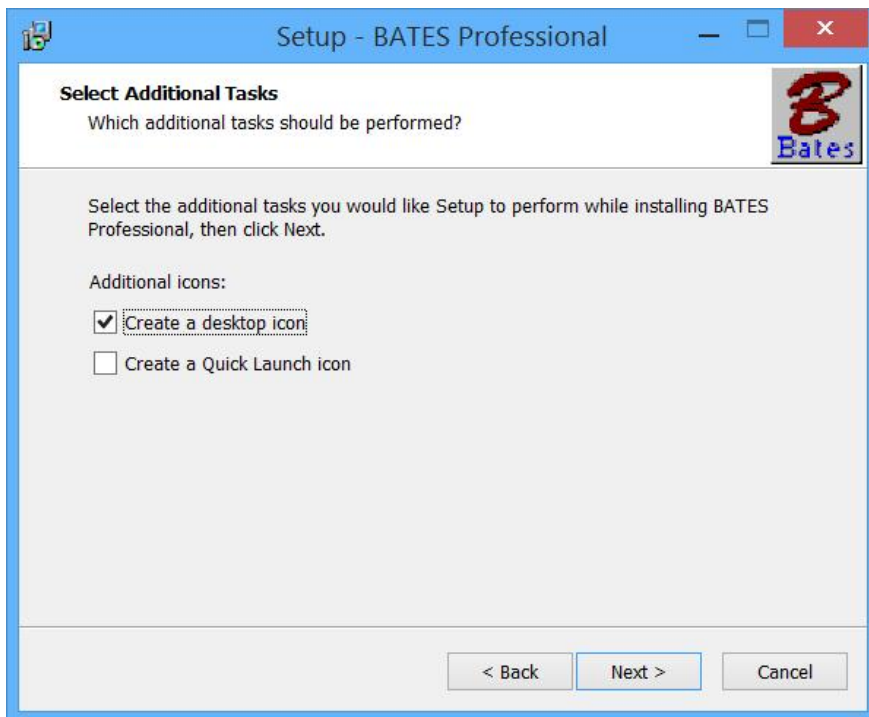 Setup - BATES Professional
Select Additional Tasks
Which additional tasks should be performed?
B
Bates
Select the additional tasks you would like Setup to perform while installing BATES
Professional, then click Next.
Additional icons:
Create a desktop icon
Create a Quick Launch icon
< Back Next > Cancel